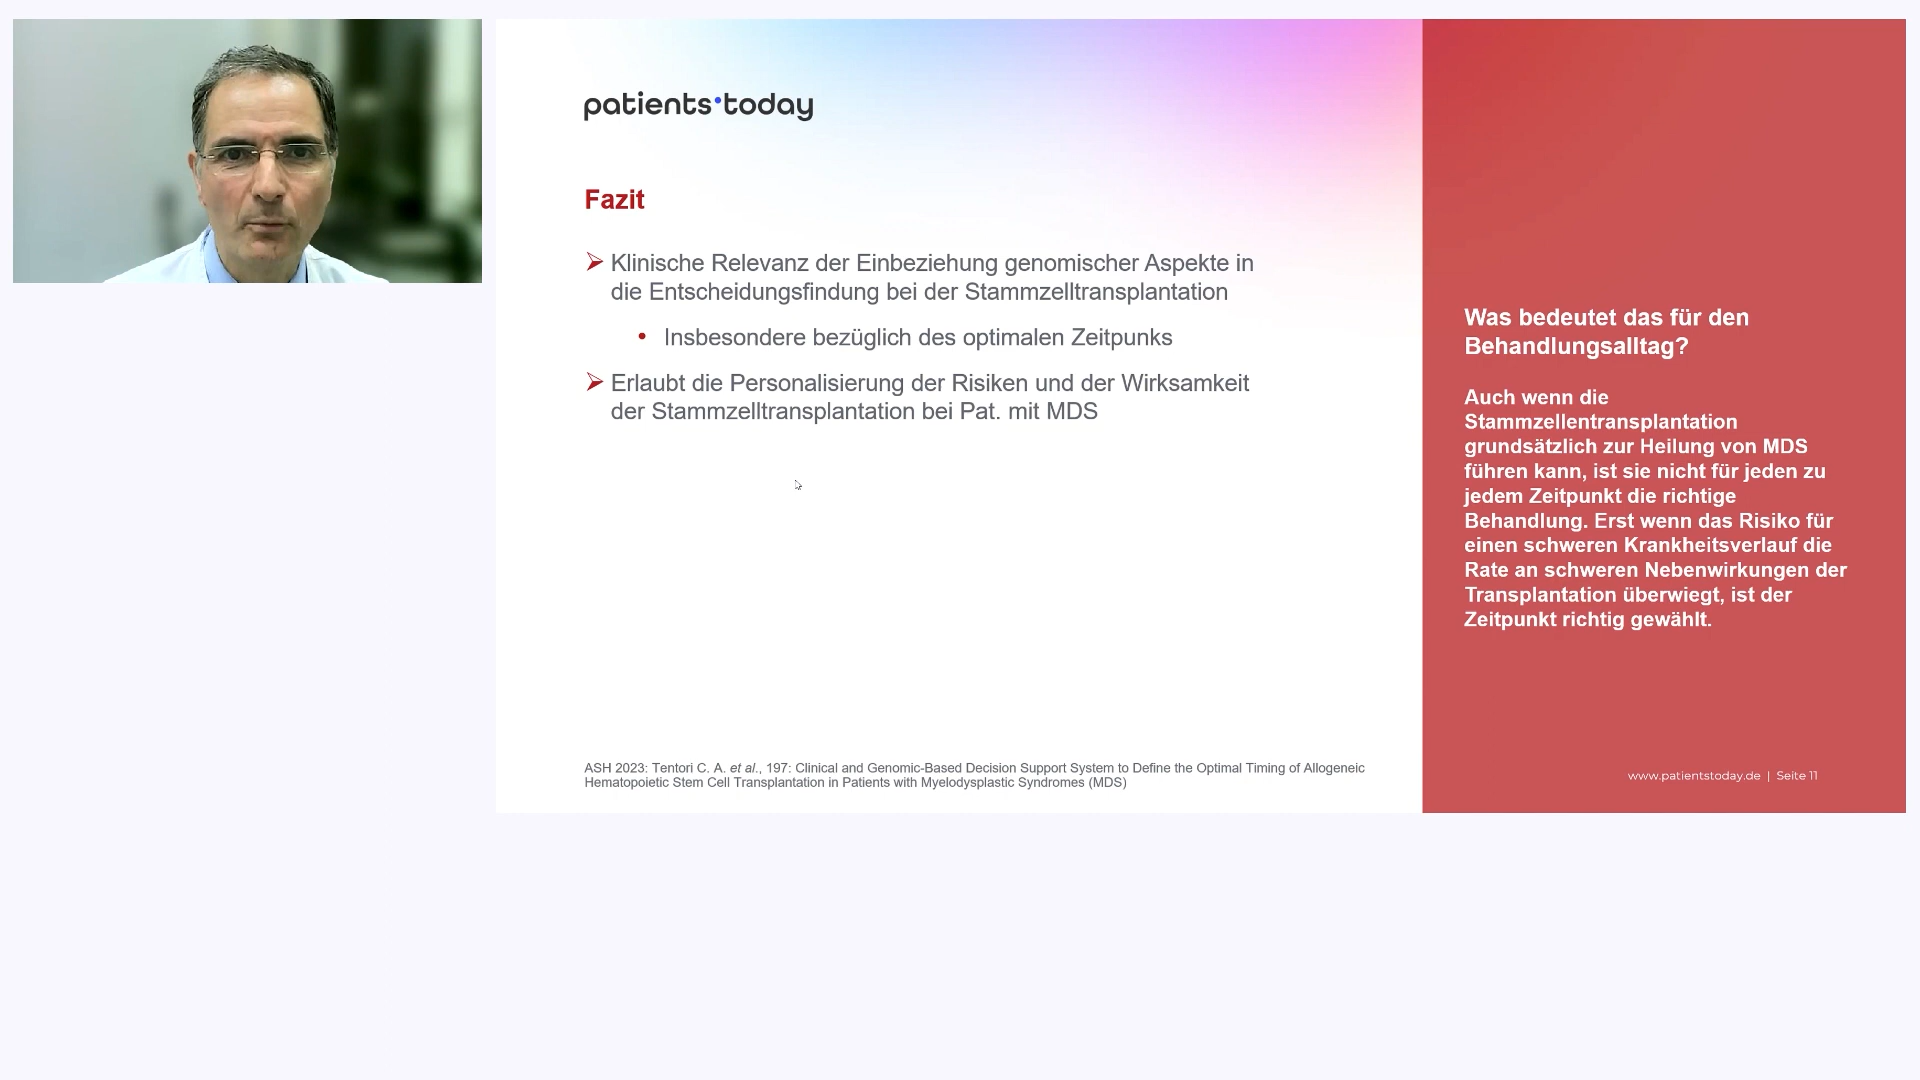 patients•today
Fazit
➢ Klinische Relevanz der Einbeziehung genomischer Aspekte in
die Entscheidungsfindung bei der Stammzelltransplantation
• Insbesondere bezüglich des optimalen Zeitpunks
➢ Erlaubt die Personalisierung der Risiken und der Wirksamkeit
der Stammzelltransplantation bei Pat. mit MDS
ASH 2023: Tentori C. A. et al., 197: Clinical and Genomic-Based Decision Support System to Define the Optimal Timing of Allogeneic
Hematopoietic Stem Cell Transplantation in Patients with Myelodysplastic Syndromes (MDS)
Was bedeutet das für den
Behandlungsalltag?
Auch wenn die
Stammzellentransplantation
grundsätzlich zur Heilung von MDS
führen kann, ist sie nicht für jeden zu
jedem Zeitpunkt die richtige
Behandlung. Erst wenn das Risiko für
einen schweren Krankheitsverlauf die
Rate an schweren Nebenwirkungen der
Transplantation überwiegt, ist der
Zeitpunkt richtig gewählt.
www.patientstoday.de | Seite 11